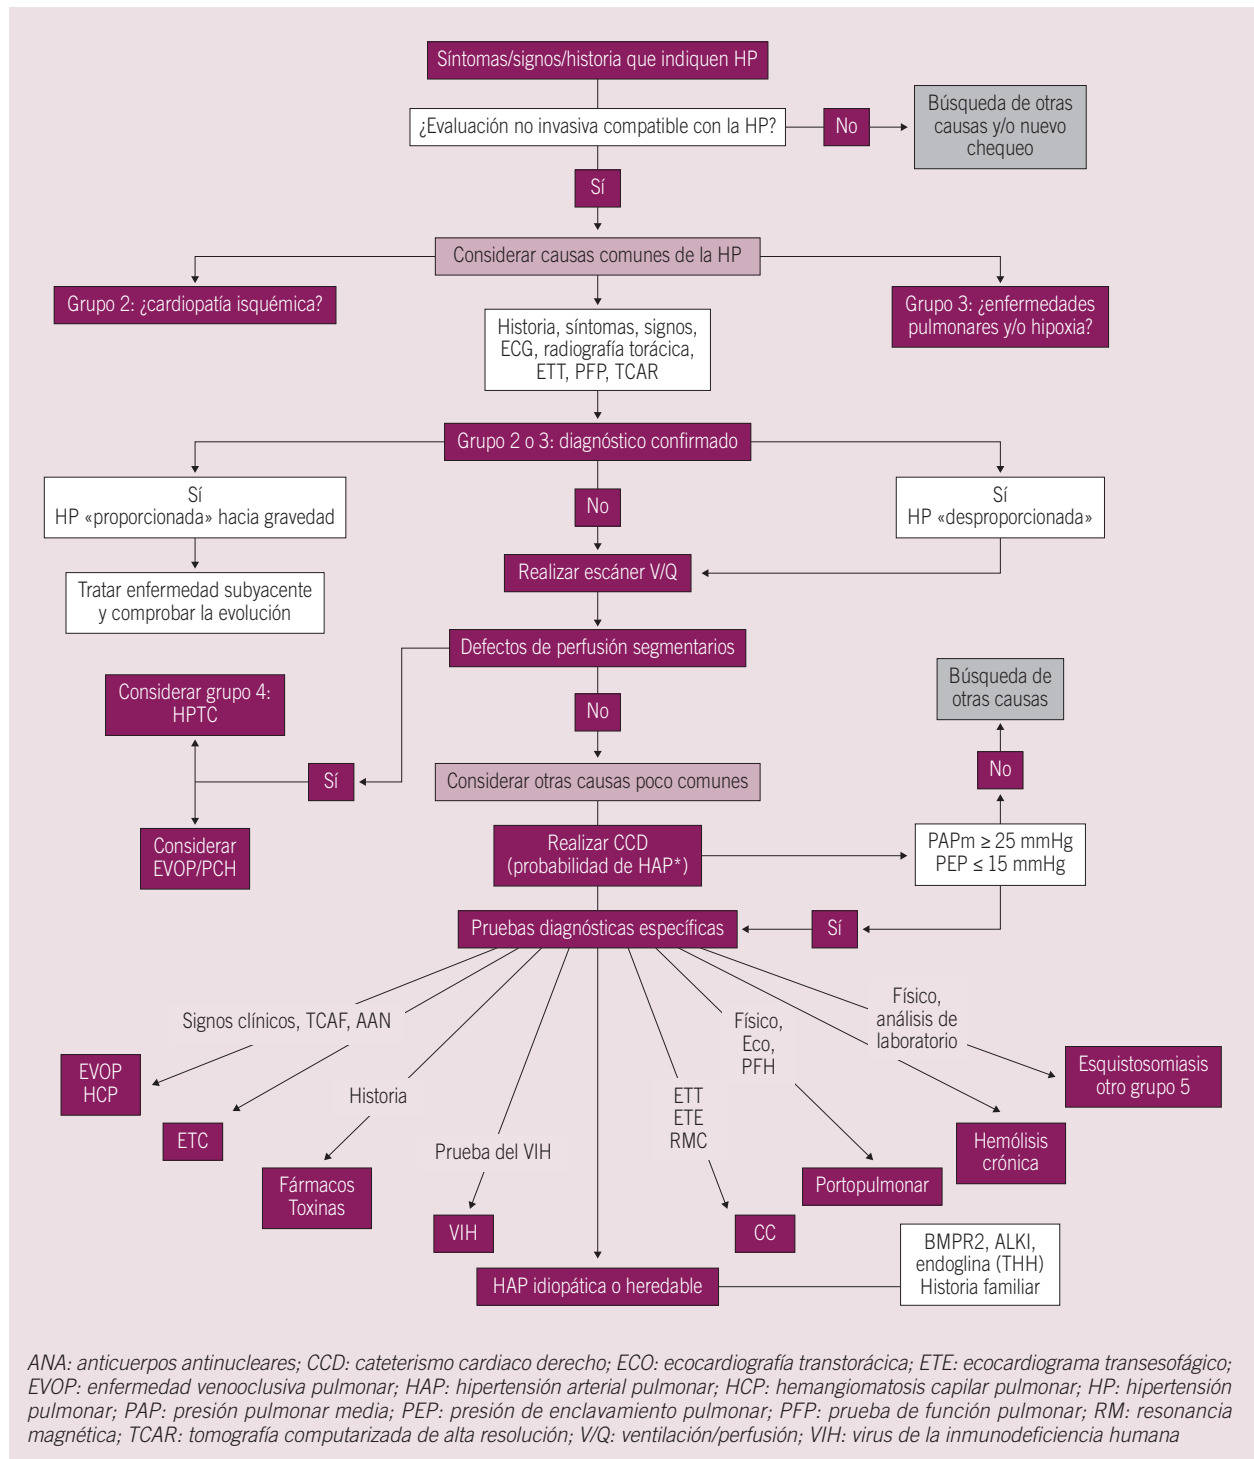 Síntomas/signos/historia que indiquen HP
¿Evaluación no invasiva compatible con la HP?
No
Búsqueda de otras
causas y/o nuevo
chequeo
Sí
Considerar causas comunes de la HP
Grupo 2: ¿cardiopatía isquémica?
Grupo 3: ¿enfermedades
pulmonares y/o hipoxia?
Historia, síntomas, signos,
ECG, radiografía torácica,
ETT, PFP, TCAR
Grupo 2 o 3: diagnóstico confirmado
Sí
HP «proporcionada» hacia gravedad
No
Sí
HP «desproporcionada»
Realizar escáner V/Q
Tratar enfermedad subyacente
y comprobar la evolución
Defectos de perfusión segmentarios
Considerar grupo 4:
HPTC
No
Búsqueda de
otras causas
Sí
Considerar otras causas poco comunes
No
Considerar
EVOP/PCH
Realizar CCD
(probabilidad de HAP*)
PAPm ≥ 25 mmHg
PEP ≤ 15 mmHg
Pruebas diagnósticas específicas
Sí
Signos clínicos, TCAF, AAN
Físico,
Eco,
PFH
Físico,
análisis de
laboratorio
EVOP
HCP
Historia
ETT
ETE
RMC
Esquistosomiasis
otro grupo 5
ETC
Prueba del VIH
Hemólisis
crónica
Fármacos
Toxinas
Portopulmonar
VIH
CC
HAP idiopática o heredable
BMPR2, ALKI,
endoglina (THH)
Historia familiar
ANA: anticuerpos antinucleares; CCD: cateterismo cardiaco derecho; ECO: ecocardiografía transtorácica; ETE: ecocardiograma transesofágico;
EVOP: enfermedad venooclusiva pulmonar; HAP: hipertensión arterial pulmonar; HCP: hemangiomatosis capilar pulmonar; HP: hipertensión
pulmonar; PAP: presión pulmonar media; PEP: presión de enclavamiento pulmonar; PFP: prueba de función pulmonar; RM: resonancia
magnética; TCAR: tomografía computarizada de alta resolución; V/Q: ventilación/perfusión; VIH: virus de la inmunodeficiencia humana